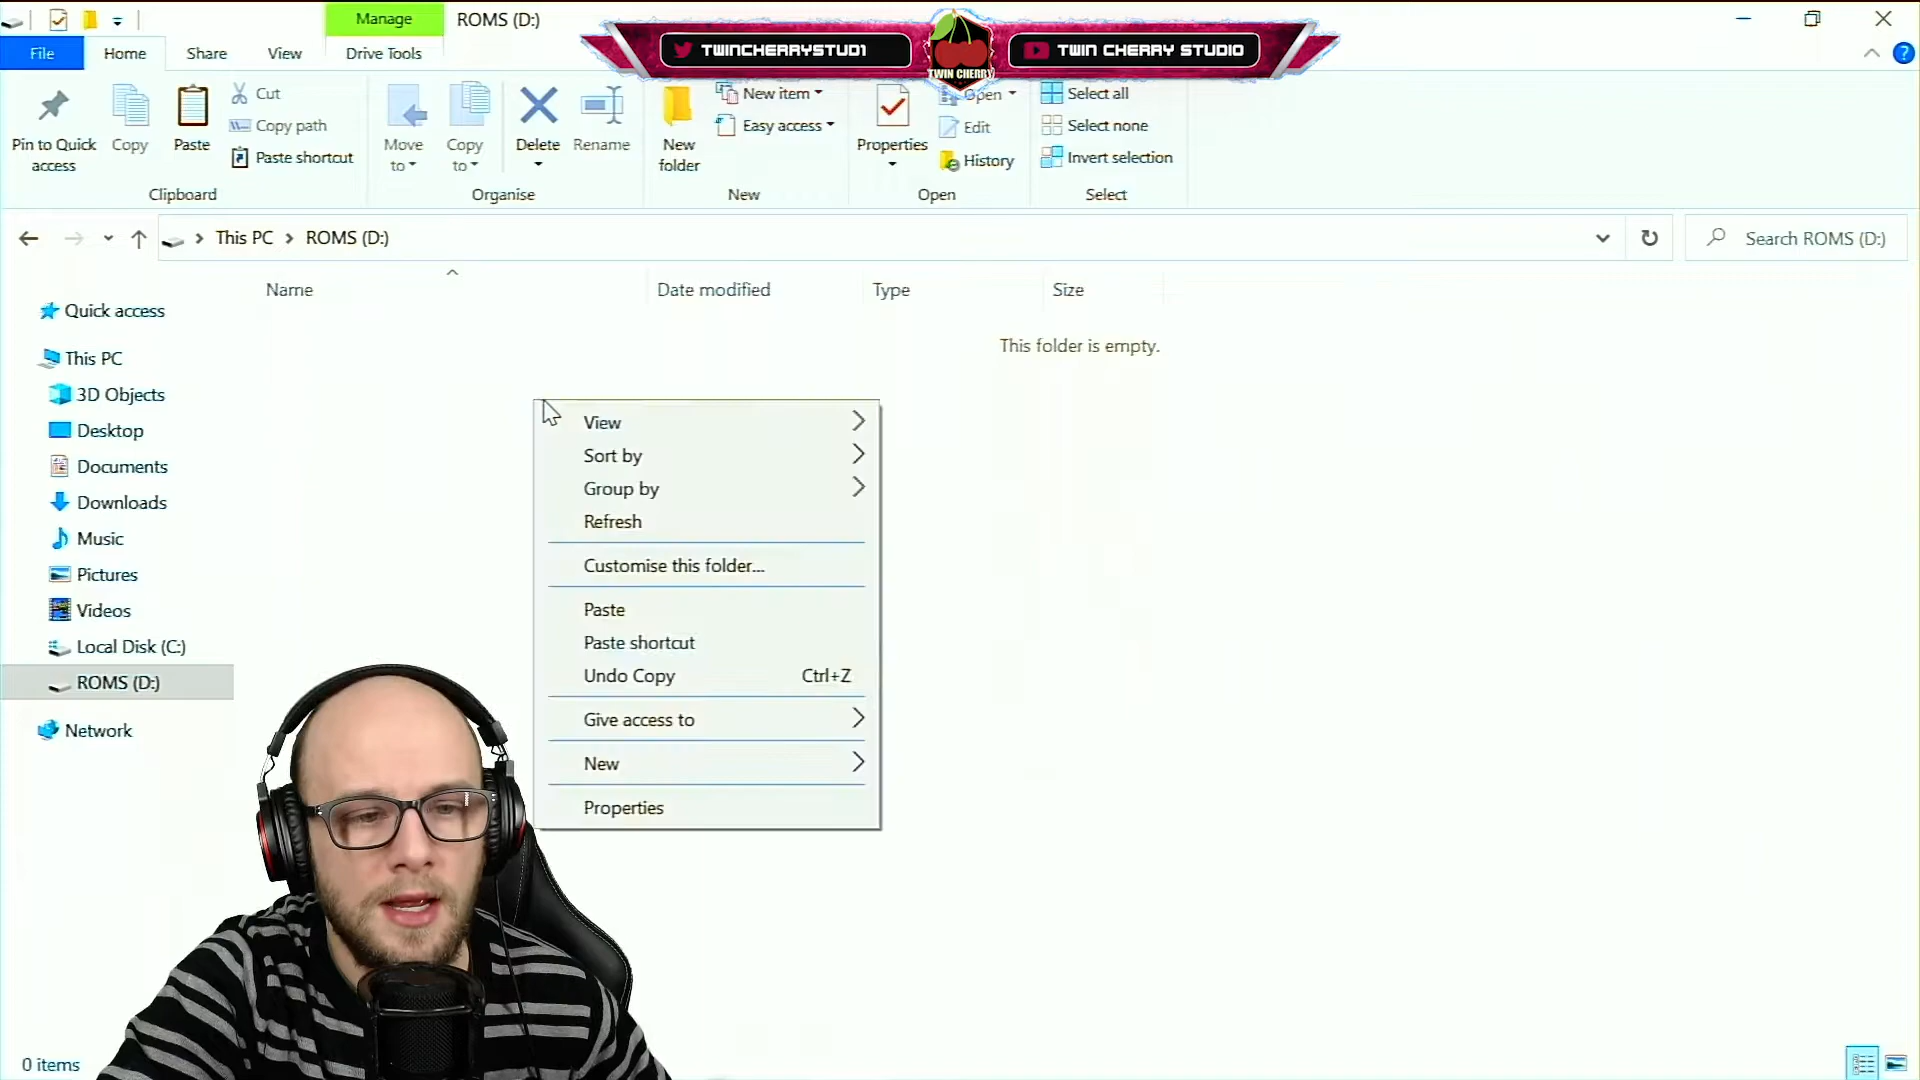 Manage
ROMS (D:)
File
Home
Share
View
Drive Tools
TWINCHERRYSTUD1
TWIN CHERRY
TWIN CHERRY STUDIO
Pin to Quick access
Copy
Paste
Cut
Copy path
Paste shortcut
Move to
Copy to
Delete
Rename
New folder
New item
Easy access
Properties
Open
Edit
History
Select all
Select none
Invert selection
Clipboard
Organise
New
Open
Select
This PC
ROMS (D:)
Search ROMS (D:)
Name
Date modified
Type
Size
This folder is empty.
Quick access
This PC
3D Objects
Desktop
Documents
Downloads
Music
Pictures
Videos
Local Disk (C:)
ROMS (D:)
Network
View
Sort by
Group by
Refresh
Customise this folder...
Paste
Paste shortcut
Undo Copy Ctrl+Z
Give access to
New
Properties
0 items